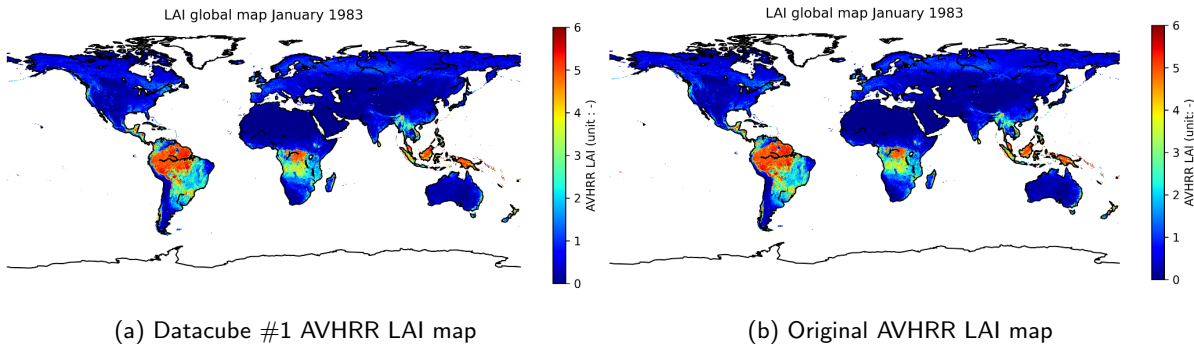 LAI global map January 1983
6
5
4
3
2
1
0
AVHRR LAI (unit : -)
(a) Datacube #1 AVHRR LAI map
LAI global map January 1983
6
5
4
3
2
1
0
AVHRR LAI (unit: -)
(b) Original AVHRR LAI map